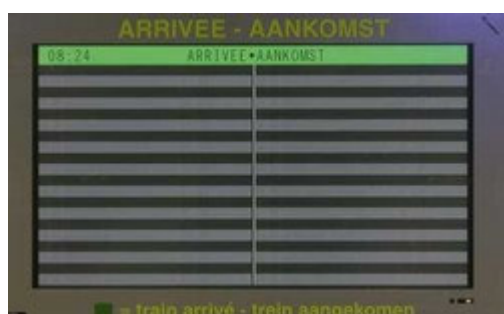 ARRIVEE - AANKOMST
08:24 ARRIVEE•AANKOMST
= train arrivé - trein aangekomen